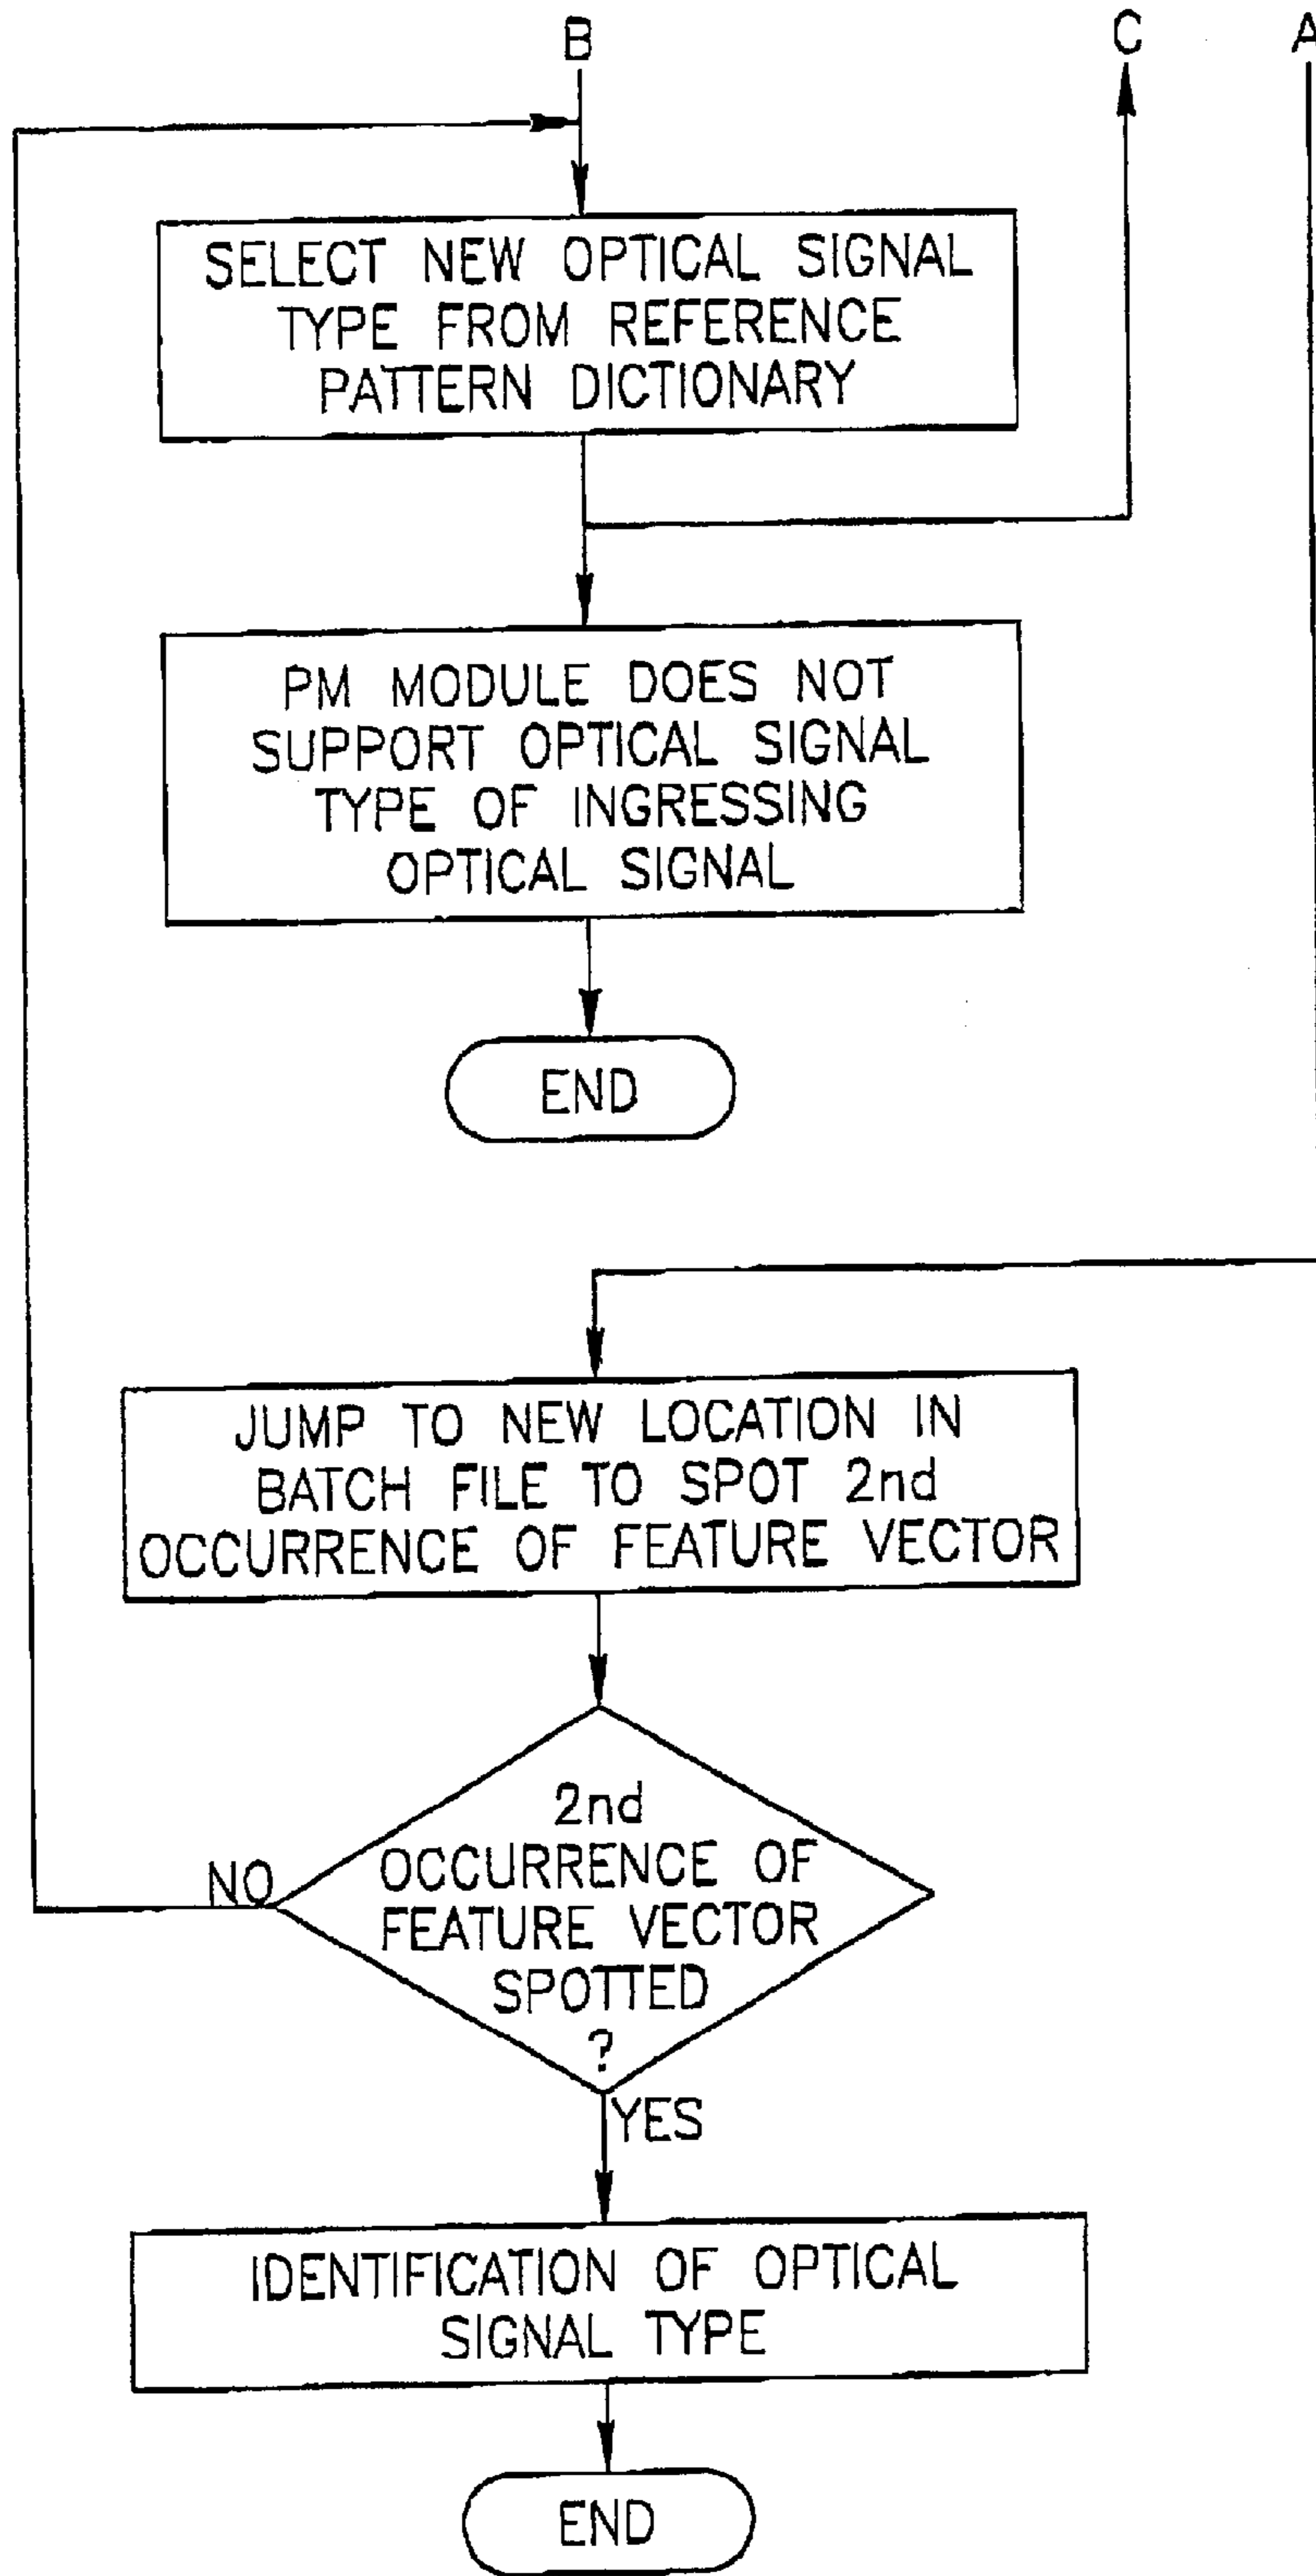 B
C
A
SELECT NEW OPTICAL SIGNAL
TYPE FROM REFERENCE
PATTERN DICTIONARY
PM MODULE DOES NOT
SUPPORT OPTICAL SIGNAL
TYPE OF INGRESSING
OPTICAL SIGNAL
END
JUMP TO NEW LOCATION IN
BATCH FILE TO SPOT 2nd
OCCURRENCE OF FEATURE VECTOR
2nd
OCCURRENCE OF
FEATURE VECTOR
SPOTTED
?
NO
YES
IDENTIFICATION OF OPTICAL
SIGNAL TYPE
END